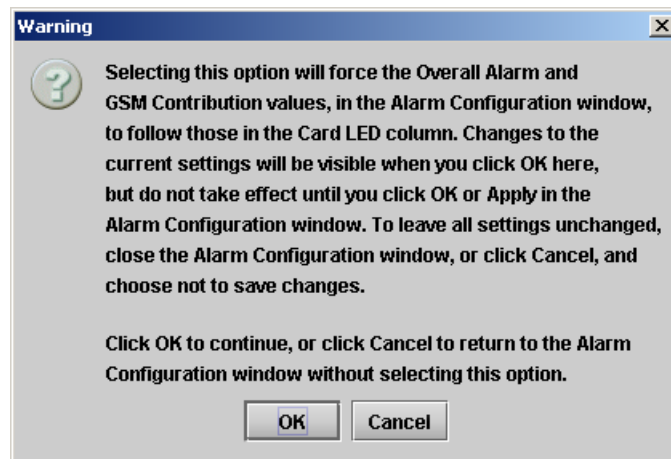 Warning
Selecting this option will force the Overall Alarm and
GSM Contribution values, in the Alarm Configuration window,
to follow those in the Card LED column. Changes to the
current settings will be visible when you click OK here,
but do not take effect until you click OK or Apply in the
Alarm Configuration window. To leave all settings unchanged,
close the Alarm Configuration window, or click Cancel, and
choose not to save changes.
Click OK to continue, or click Cancel to return to the Alarm
Configuration window without selecting this option.
OK Cancel